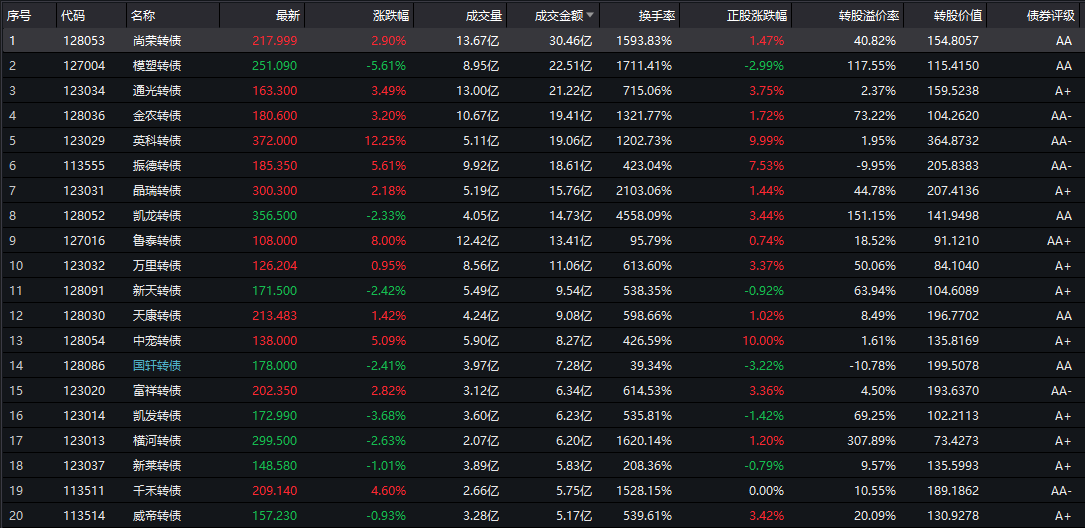 序号 代码 名称 最新 涨跌幅 成交量 成交金额 换手率 正股涨跌幅 转股溢价率 转股价值 债券评级
1 128053 尚荣转债 217.999 2.90% 13.67亿 30.46亿 1593.83% 1.47% 40.82% 154.8057 AA
2 127004 模塑转债 251.090 -5.61% 8.95亿 22.51亿 1711.41% -2.99% 117.55% 115.4150 AA
3 123034 通光转债 163.300 3.49% 13.00亿 21.22亿 715.06% 3.75% 2.37% 159.5238 A+
4 128036 金农转债 180.600 3.20% 10.67亿 19.41亿 1321.77% 1.72% 73.22% 104.2620 AA-
5 123029 英科转债 372.000 12.25% 5.11亿 19.06亿 1202.73% 9.99% 1.95% 364.8732 AA-
6 113555 振德转债 185.350 5.61% 9.92亿 18.61亿 423.04% 7.53% -9.95% 205.8383 AA-
7 123031 晶瑞转债 300.300 2.18% 5.19亿 15.76亿 2103.06% 1.44% 44.78% 207.4136 A+
8 128052 凯龙转债 356.500 -2.33% 4.05亿 14.73亿 4558.09% 3.44% 151.15% 141.9498 AA
9 127016 鲁泰转债 108.000 8.00% 12.42亿 13.41亿 95.79% 0.74% 18.52% 91.1210 AA+
10 123032 万里转债 126.204 0.95% 8.56亿 11.06亿 613.60% 3.37% 50.06% 84.1040 A+
11 128091 新天转债 171.500 -2.42% 5.49亿 9.54亿 538.35% -0.92% 63.94% 104.6089 A+
12 128030 天康转债 213.483 1.42% 4.24亿 9.08亿 598.66% 1.02% 8.49% 196.7702 AA
13 128054 中宠转债 138.000 5.09% 5.90亿 8.27亿 426.59% 10.00% 1.61% 135.8169 A+
14 128086 国轩转债 178.000 -2.41% 3.97亿 7.28亿 39.34% -3.22% -10.78% 199.5078 AA
15 123020 富祥转债 202.350 2.82% 3.12亿 6.34亿 614.53% 3.36% 4.50% 193.6370 AA-
16 123014 凯发转债 172.990 -3.68% 3.60亿 6.23亿 535.81% -1.42% 69.25% 102.2113 A+
17 123013 横河转债 299.500 -2.63% 2.07亿 6.20亿 1620.14% 1.20% 307.89% 73.4273 A+
18 123037 新莱转债 148.580 -1.01% 3.89亿 5.83亿 208.36% -0.79% 9.57% 135.5993 A+
19 113511 千禾转债 209.140 4.60% 2.66亿 5.75亿 1528.15% 0.00% 10.55% 189.1862 AA-
20 113514 威帝转债 157.230 -0.93% 3.28亿 5.17亿 539.61% 3.42% 20.09% 130.9278 A+